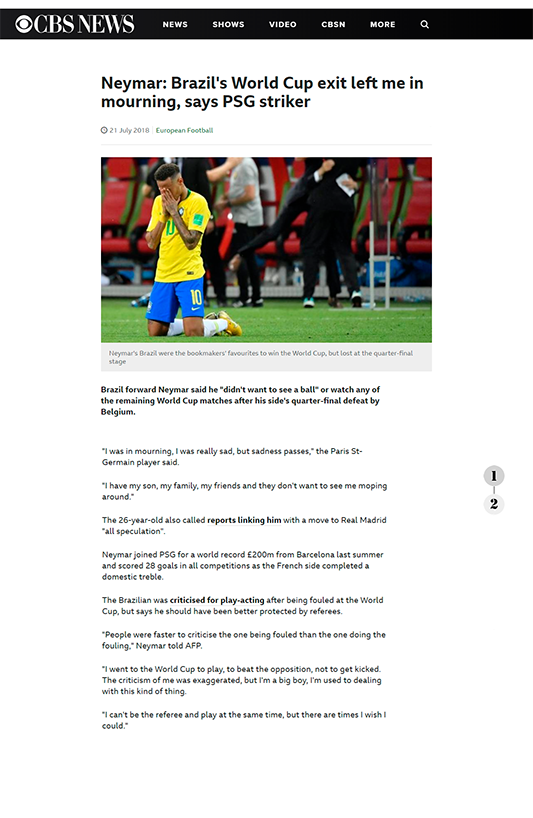 CBS NEWS
NEWS SHOWS VIDEO CBSN MORE
Neymar: Brazil's World Cup exit left me in
mourning, says PSG striker
21 July 2018 European Football
10
10
Neymar's Brazil were the bookmakers' favourites to win the World Cup, but lost at the quarter-final
stage
Brazil forward Neymar said he "didn't want to see a ball" or watch any of
the remaining World Cup matches after his side's quarter-final defeat by
Belgium.
"I was in mourning, I was really sad, but sadness passes," the Paris St-
Germain player said.
"I have my son, my family, my friends and they don't want to see me moping
around."
The 26-year-old also called reports linking him with a move to Real Madrid
"all speculation".
Neymar joined PSG for a world record £200m from Barcelona last summer
and scored 28 goals in all competitions as the French side completed a
domestic treble.
The Brazilian was criticised for play-acting after being fouled at the World
Cup, but says he should have been better protected by referees.
"People were faster to criticise the one being fouled than the one doing the
fouling," Neymar told AFP.
"I went to the World Cup to play, to beat the opposition, not to get kicked.
The criticism of me was exaggerated, but I'm a big boy, I'm used to dealing
with this kind of thing.
"I can't be the referee and play at the same time, but there are times I wish I
could."
1
2